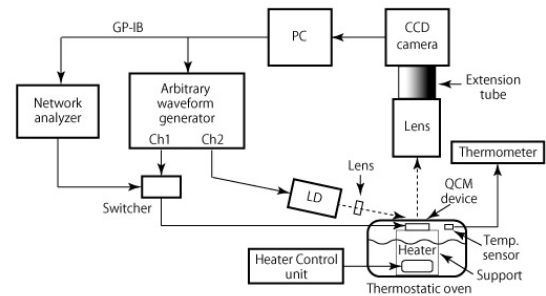 GP-IB
PC
CCD
camera
Extension
tube
Network
analyzer
Arbitrary
waveform
generator
Ch1 Ch2
Lens
Thermometer
Lens
QCM
device
LD
Switcher
Temp.
sensor
Heater
Heater Control
unit
Support
Thermostatic oven